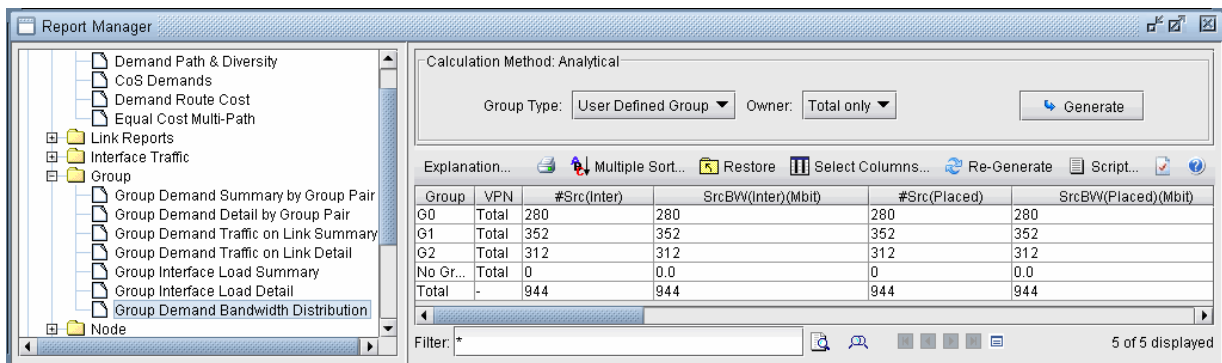 Report Manager
Demand Path & Diversity
CoS Demands
Demand Route Cost
Equal Cost Multi-Path
Link Reports
Interface Traffic
Group
Group Demand Summary by Group Pair
Group Demand Detail by Group Pair
Group Demand Traffic on Link Summary
Group Demand Traffic on Link Detail
Group Interface Load Summary
Group Interface Load Detail
Group Demand Bandwidth Distribution
Node
Calculation Method: Analytical
Group Type: User Defined Group Owner: Total only Generate
Explanation... Multiple Sort... Restore Select Columns... Re-Generate Script...
Group VPN #Src(Inter) SrcBW(Inter)(Mbit) #Src(Placed) SrcBW(Placed)(Mbit)
G0 Total 280 280 280 280
G1 Total 352 352 352 352
G2 Total 312 312 312 312
No Gr... Total 0 0.0 0 0.0
Total - 944 944 944 944
Filter: * 5 of 5 displayed